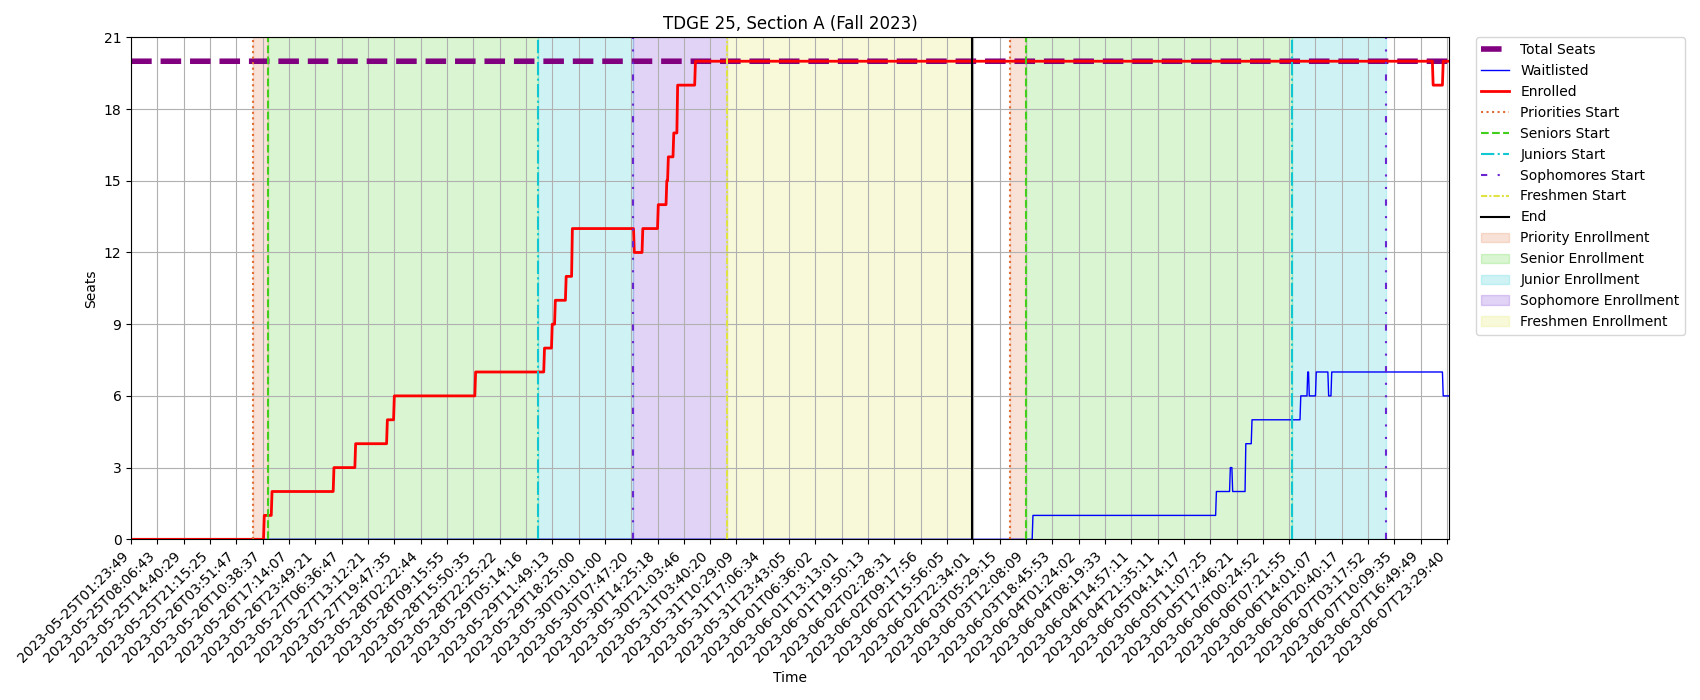 TDGE 25, Section A (Fall 2023)
Seats
21
18
15
12
9
6
3
0
2023-05-25T01:23:49
2023-05-25T08:06:43
2023-05-25T14:40:29
2023-05-25T21:15:25
2023-05-26T03:51:47
2023-05-26T10:38:37
2023-05-26T17:14:07
2023-05-26T23:49:21
2023-05-27T06:36:47
2023-05-27T13:12:21
2023-05-27T19:47:35
2023-05-28T02:22:44
2023-05-28T09:15:55
2023-05-28T15:50:35
2023-05-28T22:25:22
2023-05-29T05:14:16
2023-05-29T11:49:13
2023-05-29T18:25:00
2023-05-30T01:01:00
2023-05-30T07:47:20
2023-05-30T14:25:18
2023-05-30T21:03:46
2023-05-31T03:40:20
2023-05-31T10:29:09
2023-05-31T17:06:34
2023-05-31T23:43:05
2023-06-01T06:36:02
2023-06-01T13:13:01
2023-06-01T19:50:13
2023-06-02T02:28:31
2023-06-02T09:17:56
2023-06-02T15:56:05
2023-06-02T22:34:01
2023-06-03T05:29:15
2023-06-03T12:08:09
2023-06-03T18:45:53
2023-06-04T01:24:02
2023-06-04T08:19:33
2023-06-04T14:57:11
2023-06-04T21:35:11
2023-06-05T04:14:17
2023-06-05T11:07:25
2023-06-05T17:46:21
2023-06-06T00:24:52
2023-06-06T07:21:55
2023-06-06T14:01:07
2023-06-06T20:40:17
2023-06-07T03:17:52
2023-06-07T10:09:35
2023-06-07T16:49:49
2023-06-07T23:29:40
Time
Total Seats
Waitlisted
Enrolled
Priorities Start
Seniors Start
Juniors Start
Sophomores Start
Freshmen Start
End
Priority Enrollment
Senior Enrollment
Junior Enrollment
Sophomore Enrollment
Freshmen Enrollment